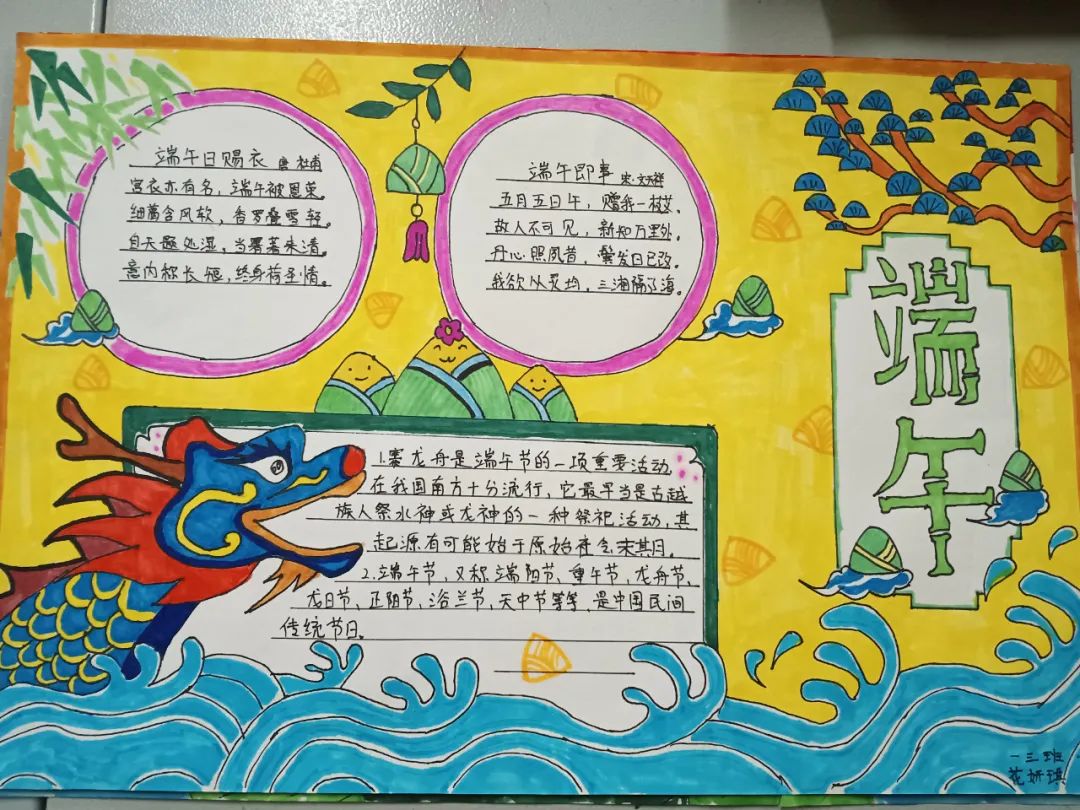 端午日赐衣 唐 杜甫
宫衣亦有名，端午被恩荣。
细葛含风软，香罗叠雪轻。
自天题处湿，当暑著来清。
意内称长短，终身荷圣情。
端午即事 宋·文天祥
五月五日午，赠我一枝艾。
故人不可见，新知万里外。
丹心照夙昔，鬓发日已改。
我欲从灵均，三湘隔辽海。
端午
1.赛龙舟是端午节的一项重要活动
在我国南方十分流行，它最早当是古越
族人祭水神或龙神的一种祭祀活动，其
起源有可能始于原始社会末其月。
2.端午节，又称端阳节、重午节，龙舟节、
龙日节、正阳节、浴兰节、天中节等等，是中国民间
传统节日。
一三班
花妍琪